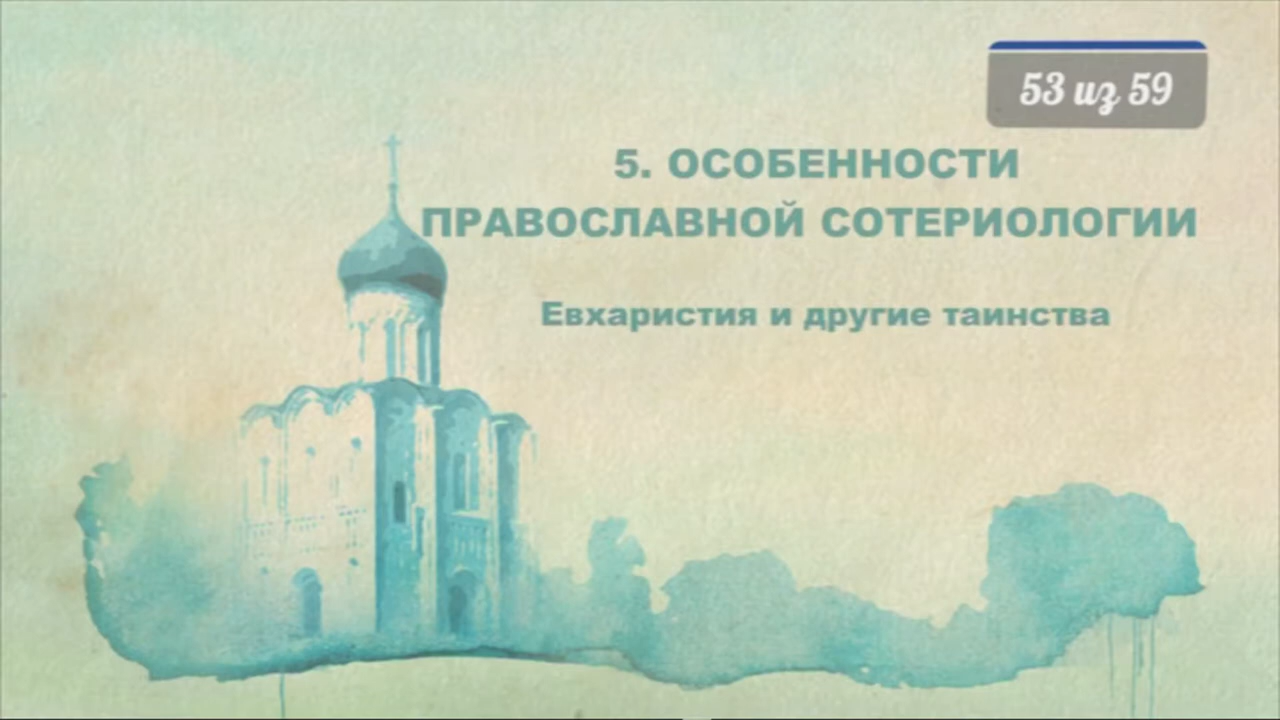 53 из 59
5. ОСОБЕННОСТИ
ПРАВОСЛАВНОЙ СОТЕРИОЛОГИИ
Евхаристия и другие таинства